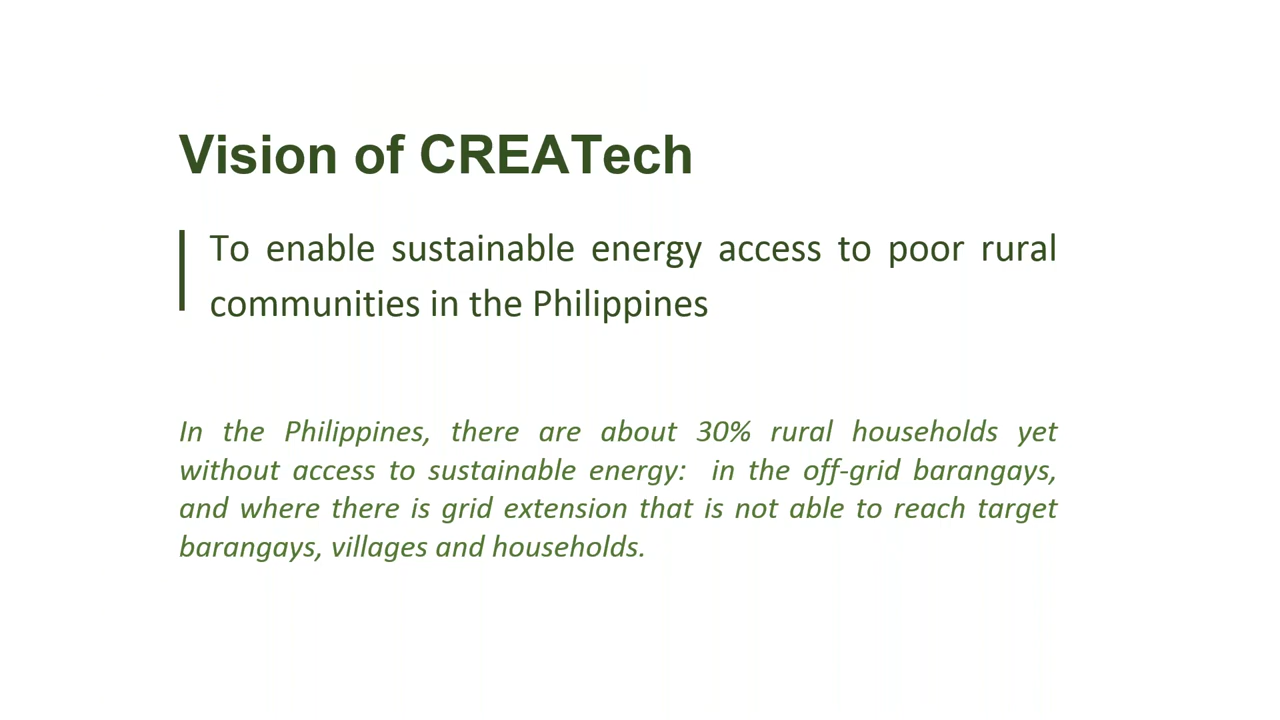 Vision of CREATech
To enable sustainable energy access to poor rural
communities in the Philippines
In the Philippines, there are about 30% rural households yet
without access to sustainable energy:  in the off-grid barangays,
and where there is grid extension that is not able to reach target
barangays, villages and households.